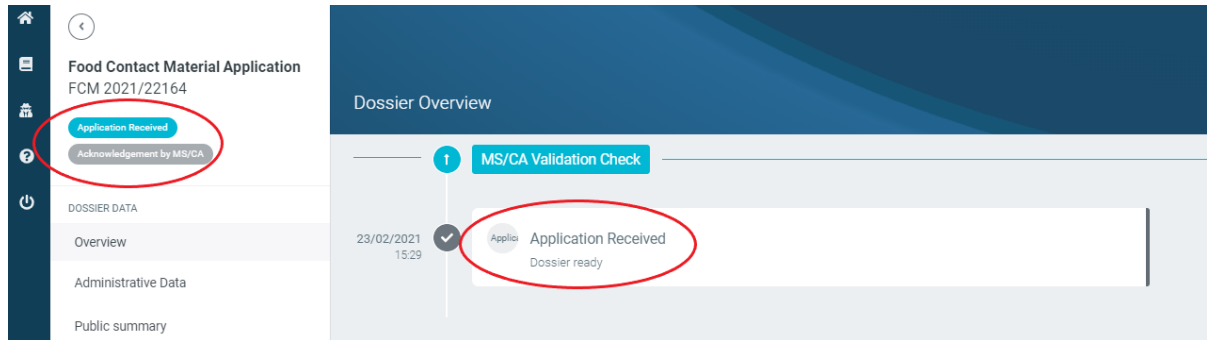 Food Contact Material Application
FCM 2021/22164
Application Received
Acknowledgement by MS/CA
DOSSIER DATA
Overview
Administrative Data
Public summary
Dossier Overview
MS/CA Validation Check
23/02/2021
15:29
Applic
Application Received
Dossier ready